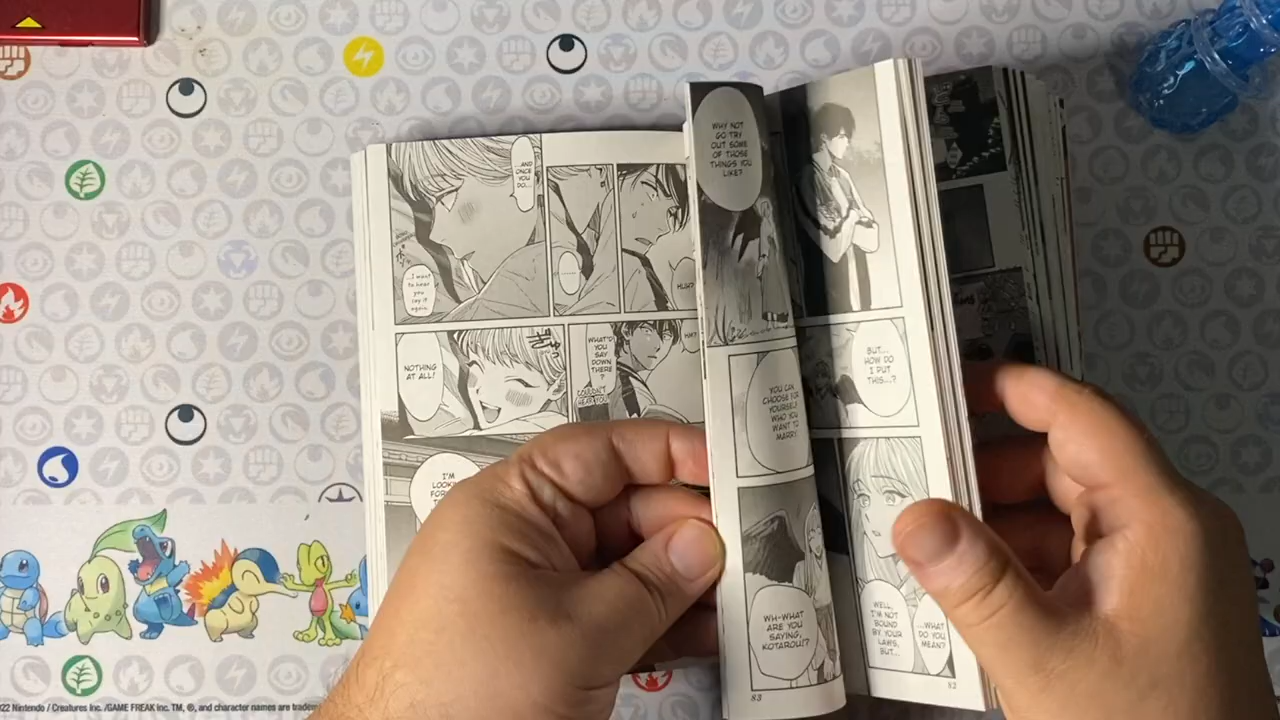 ...AND
ONCE
YOU
DO...
...I want
to hear
you
say it
again.
HUH?
NOTHING
AT ALL!
WHAT'D
YOU
SAY
DOWN
THERE?
COULDN'T
HEAR YOU.
I'M
WHY NOT
GO TRY
OUT SOME
OF THOSE
THINGS YOU
LIKE?
YOU CAN
CHOOSE FOR
YOURSELF
WHO YOU
WANT TO
MARRY.
WH-WHAT
ARE YOU
SAYING,
KOTAROU!?
83
BUT...
HOW DO
I PUT
THIS...?
...WHAT
DO YOU
MEAN?
WELL,
I'M NOT
BOUND
BY YOUR
LAWS,
BUT...
82
22 Nintendo / Creatures Inc. /GAME FREAK inc. TM, ®, and character names are